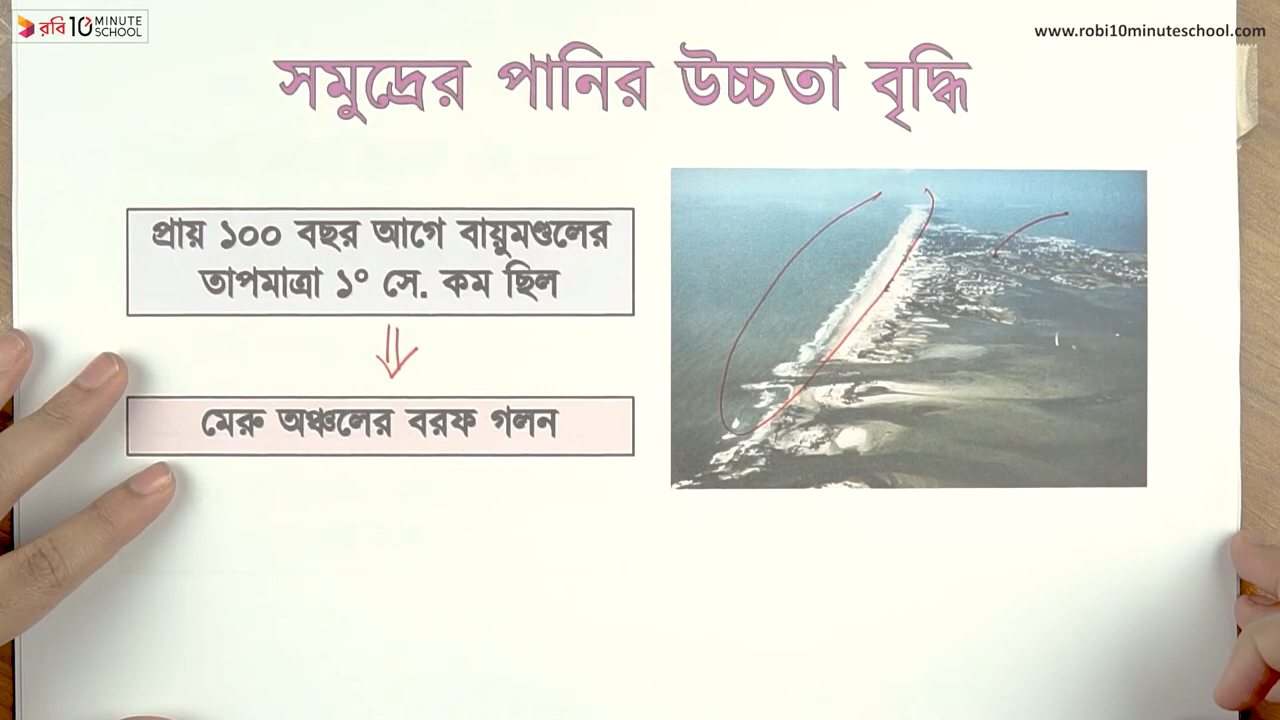 রবি 10 MINUTE SCHOOL
www.robi10minuteschool.com
সমুদ্রের পানির উচ্চতা বৃদ্ধি
প্রায় ১০০ বছর আগে বায়ুমণ্ডলের
তাপমাত্রা ১° সে. কম ছিল
মেরু অঞ্চলের বরফ গলন